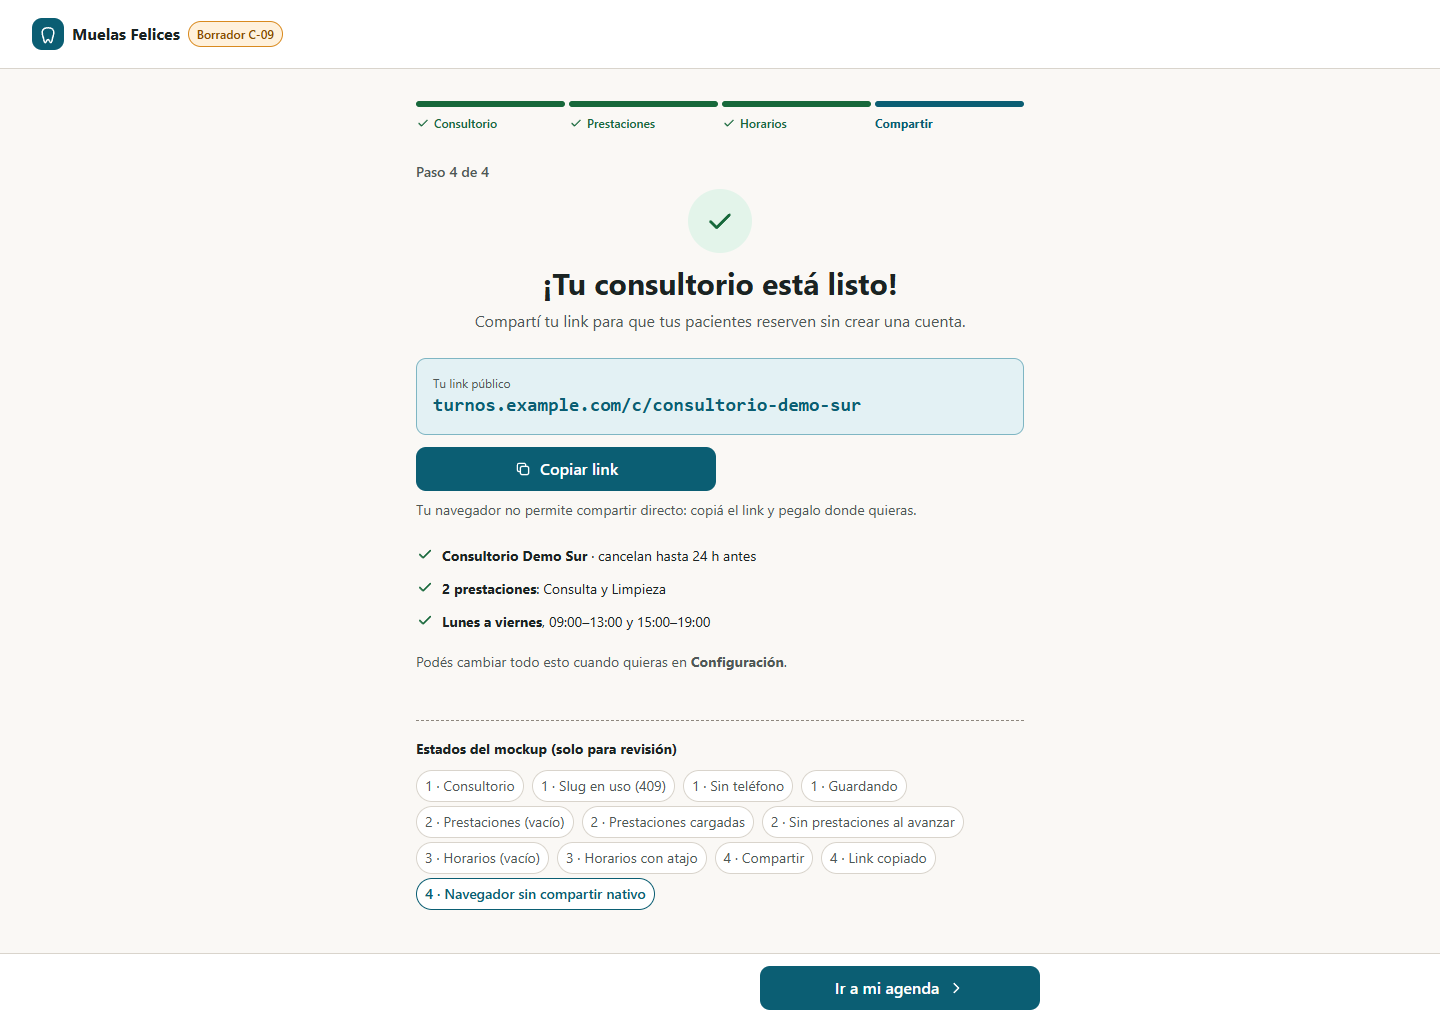 Muelas Felices
Borrador C-09
Consultorio
Prestaciones
Horarios
Compartir
Paso 4 de 4
¡Tu consultorio está listo!
Compartí tu link para que tus pacientes reserven sin crear una cuenta.
Tu link público
turnos.example.com/c/consultorio-demo-sur
Copiar link
Tu navegador no permite compartir directo: copiá el link y pegalo donde quieras.
Consultorio Demo Sur · cancelan hasta 24 h antes
2 prestaciones: Consulta y Limpieza
Lunes a viernes, 09:00–13:00 y 15:00–19:00
Podés cambiar todo esto cuando quieras en Configuración.
Estados del mockup (solo para revisión)
1 · Consultorio
1 · Slug en uso (409)
1 · Sin teléfono
1 · Guardando
2 · Prestaciones (vacío)
2 · Prestaciones cargadas
2 · Sin prestaciones al avanzar
3 · Horarios (vacío)
3 · Horarios con atajo
4 · Compartir
4 · Link copiado
4 · Navegador sin compartir nativo
Ir a mi agenda